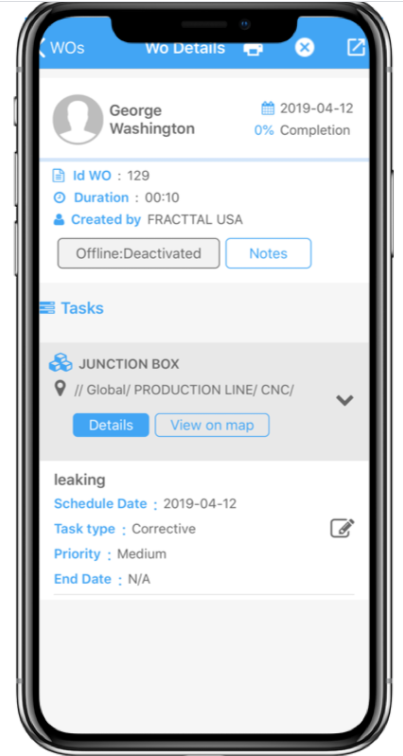 WOs
Wo Details
George
Washington
2019-04-12
0% Completion
Id WO : 129
Duration : 00:10
Created by FRACTTAL USA
Offline:Deactivated
Notes
Tasks
JUNCTION BOX
// Global/ PRODUCTION LINE/ CNC/
Details
View on map
leaking
Schedule Date : 2019-04-12
Task type : Corrective
Priority : Medium
End Date : N/A